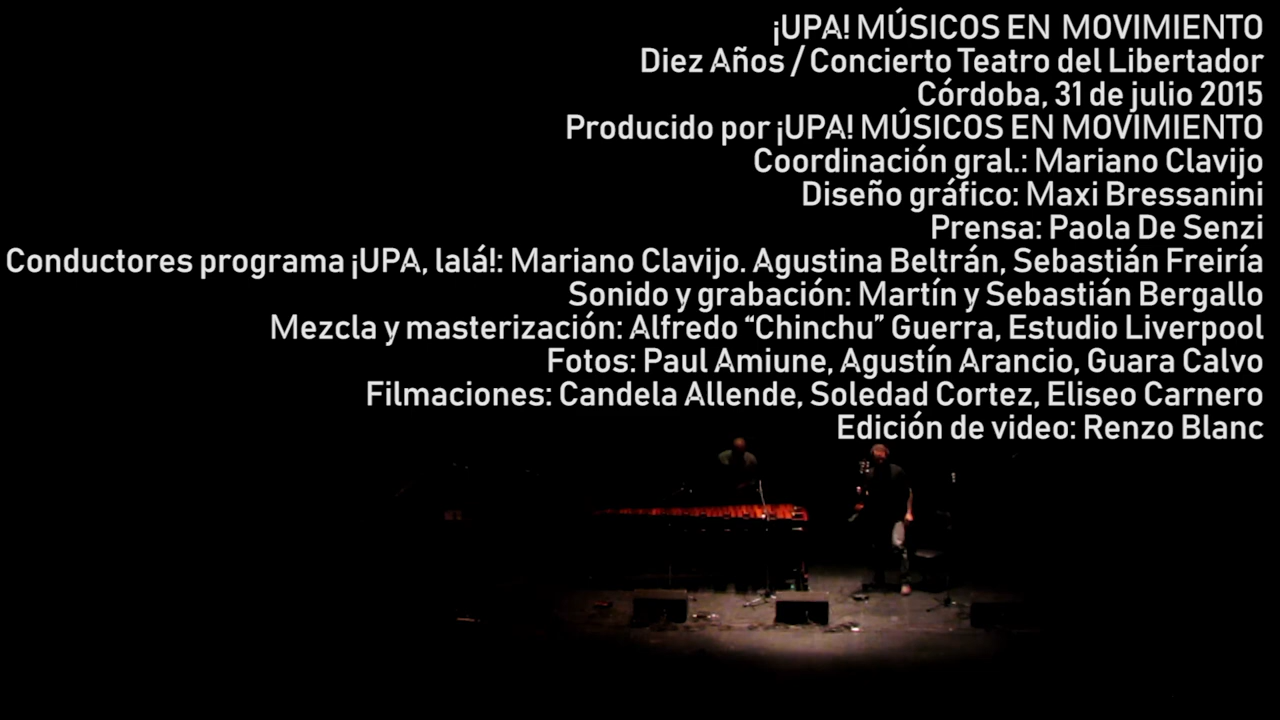 ¡UPA! MÚSICOS EN MOVIMIENTO
Diez Años / Concierto Teatro del Libertador
Córdoba, 31 de julio 2015
Producido por ¡UPA! MÚSICOS EN MOVIMIENTO
Coordinación gral.: Mariano Clavijo
Diseño gráfico: Maxi Bressanini
Prensa: Paola De Senzi
Conductores programa ¡UPA, lalá!: Mariano Clavijo. Agustina Beltrán, Sebastián Freiría
Sonido y grabación: Martín y Sebastián Bergallo
Mezcla y masterización: Alfredo “Chinchu” Guerra, Estudio Liverpool
Fotos: Paul Amiune, Agustín Arancio, Guara Calvo
Filmaciones: Candela Allende, Soledad Cortez, Eliseo Carnero
Edición de video: Renzo Blanc